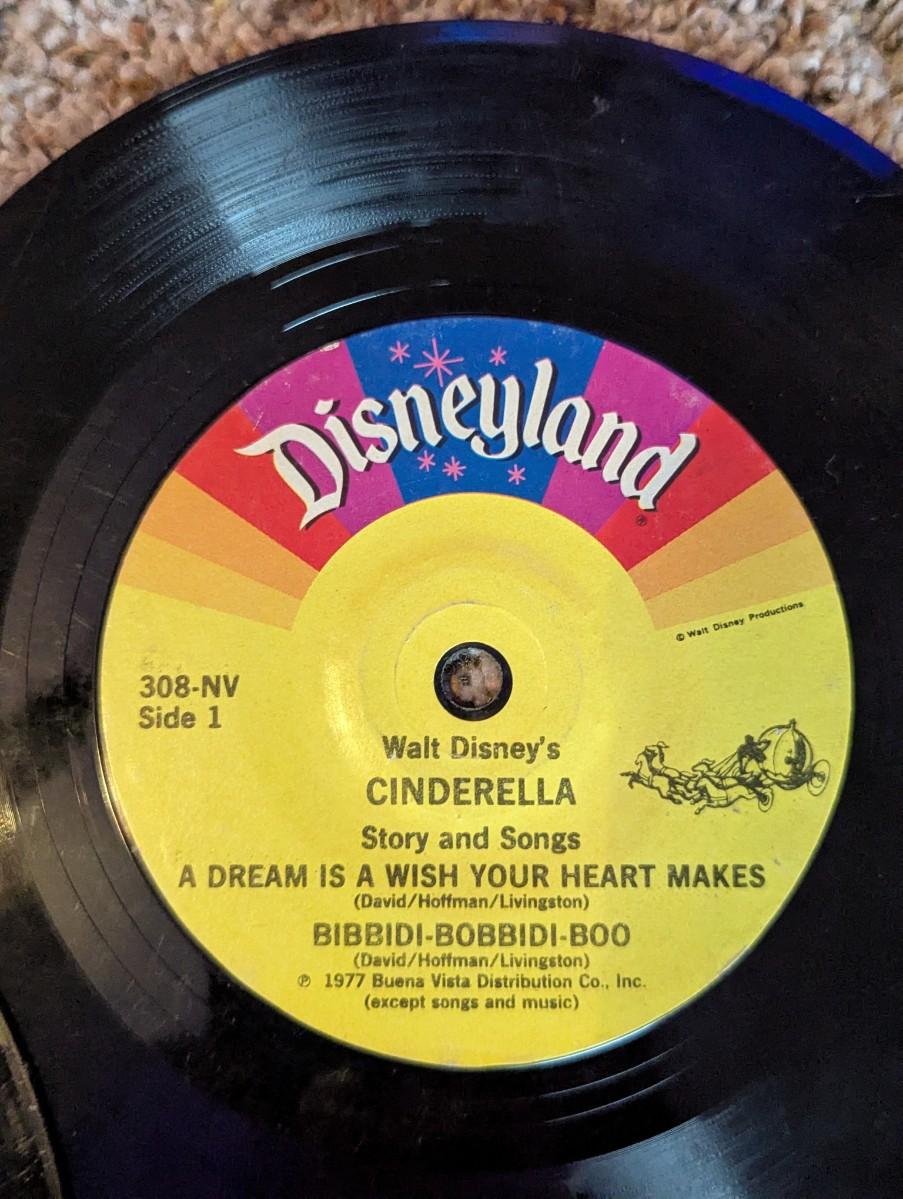 Disneyland
®
© Walt Disney Productions
308-NV
Side 1
Walt Disney's
CINDERELLA
Story and Songs
A DREAM IS A WISH YOUR HEART MAKES
(David/Hoffman/Livingston)
BIBBIDI-BOBBIDI-BOO
(David/Hoffman/Livingston)
℗ 1977 Buena Vista Distribution Co., Inc.
(except songs and music)